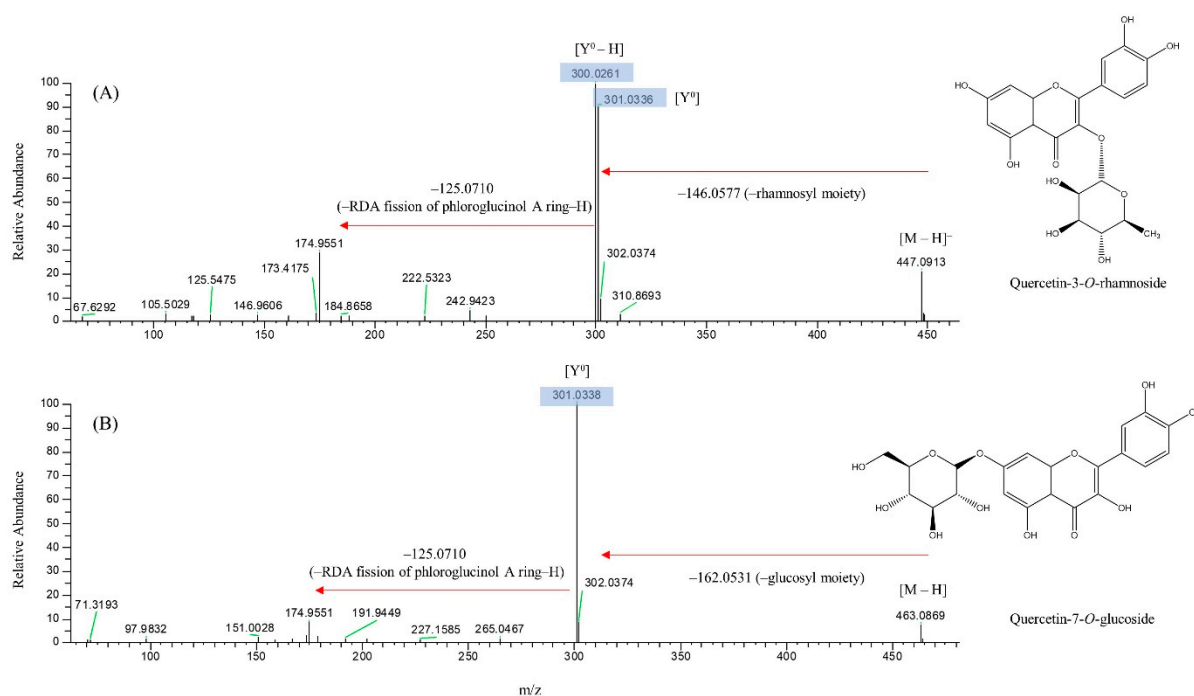 [Y⁰ – H]
(A)
300.0261
301.0336
[Y⁰]
Relative Abundance
100
90
80
70
60
50
40
30
20
10
0
–125.0710
(–RDA fission of phloroglucinol A ring–H)
–146.0577 (–rhamnosyl moiety)
[M – H]⁻
447.0913
174.9551
173.4175
125.5475
222.5323
302.0374
67.6292
105.5029
146.9606
184.8658
242.9423
310.8693
100
150
200
250
300
350
400
450
OH
HO
OH
HO
O
O
OH
O
HO
O
HO
CH₃
OH
Quercetin-3-O-rhamnoside
[Y⁰]
(B)
301.0338
Relative Abundance
100
90
80
70
60
50
40
30
20
10
0
–125.0710
(–RDA fission of phloroglucinol A ring–H)
–162.0531 (–glucosyl moiety)
[M – H]
463.0869
302.0374
71.3193
97.9832
151.0028
174.9551
191.9449
227.1585
265.0467
100
150
200
250
300
350
400
450
m/z
OH
HO
O
O
O
HO
OH
OH
OH
O
OH
Quercetin-7-O-glucoside